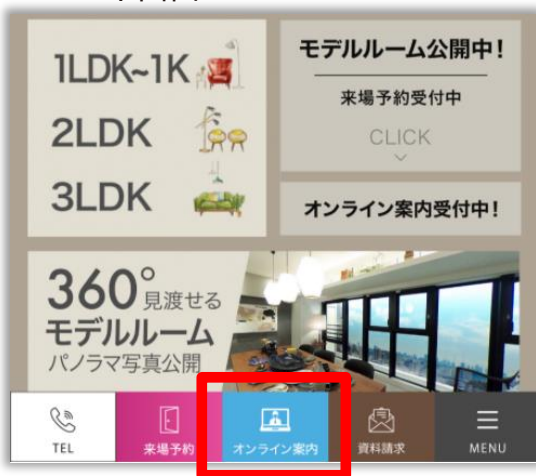 1LDK~1K
2LDK
3LDK
モデルルーム公開中!
来場予約受付中
CLICK
オンライン案内受付中!
360°見渡せる
モデルルーム
パノラマ写真公開
TEL
来場予約
オンライン案内
資料請求
MENU